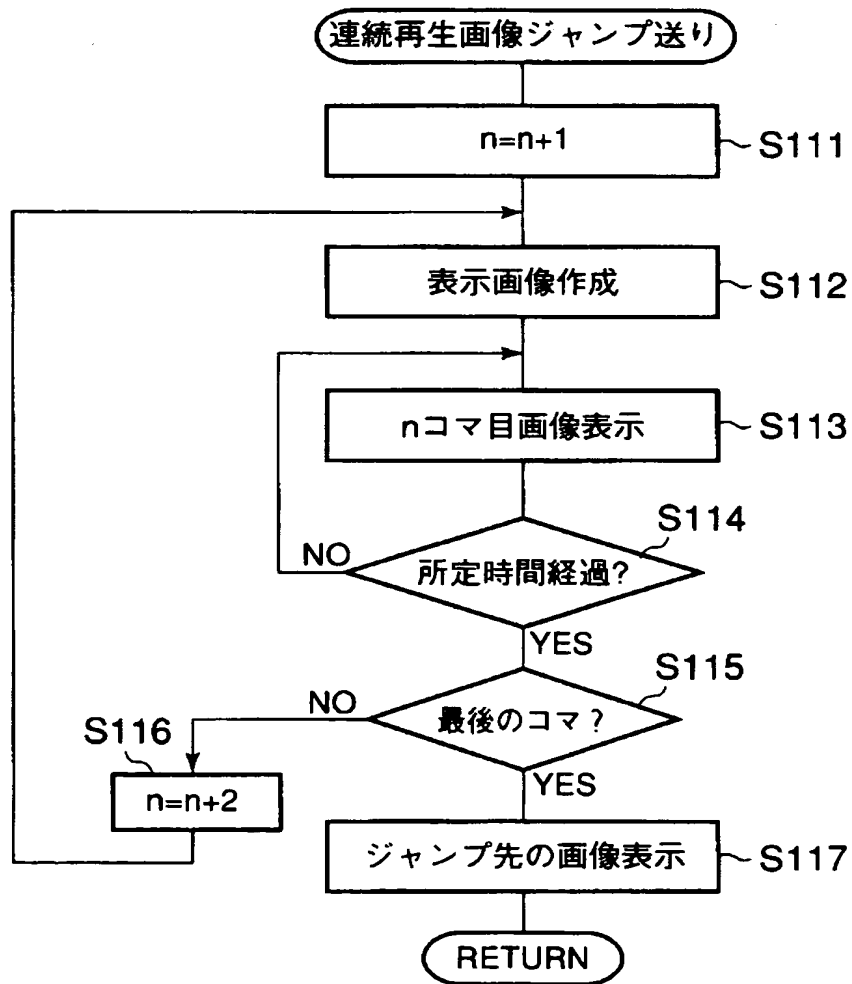 連続再生画像ジャンプ送り
n=n+1
S111
表示画像作成
S112
nコマ目画像表示
S113
S114
NO
所定時間経過?
YES
S115
NO
最後のコマ?
S116
YES
n=n+2
ジャンプ先の画像表示
S117
RETURN